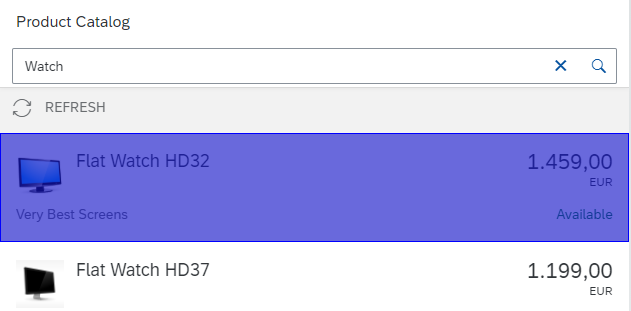 Product Catalog
Watch
REFRESH
Flat Watch HD32
1.459,00
EUR
Very Best Screens
Available
Flat Watch HD37
1.199,00
EUR